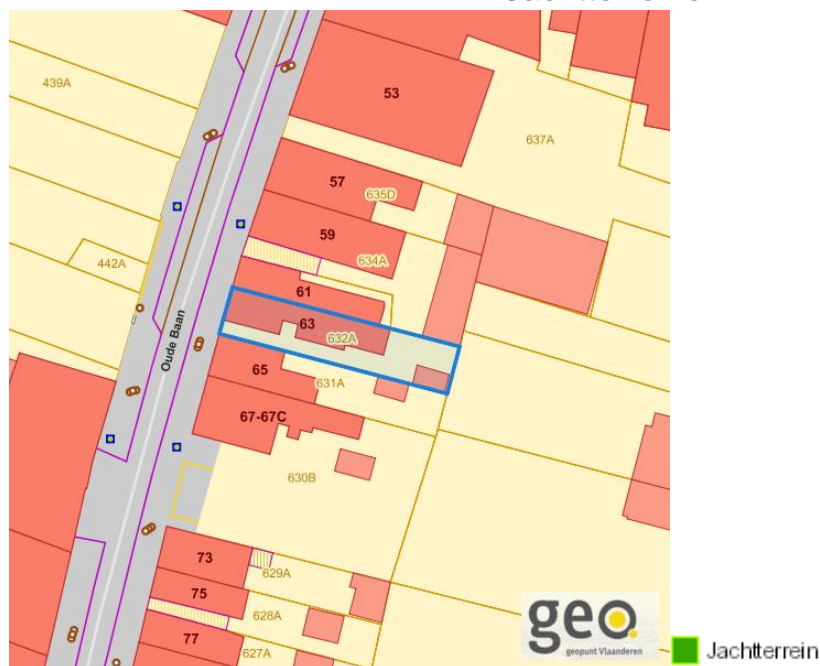 439A
53
637A
57
635D
59
634A
442A
61
63
632A
Oude Baan
65
631A
67-67C
630B
73
629A
75
628A
77
627A
geo
geopunt Vlaanderen
Jachtterrein